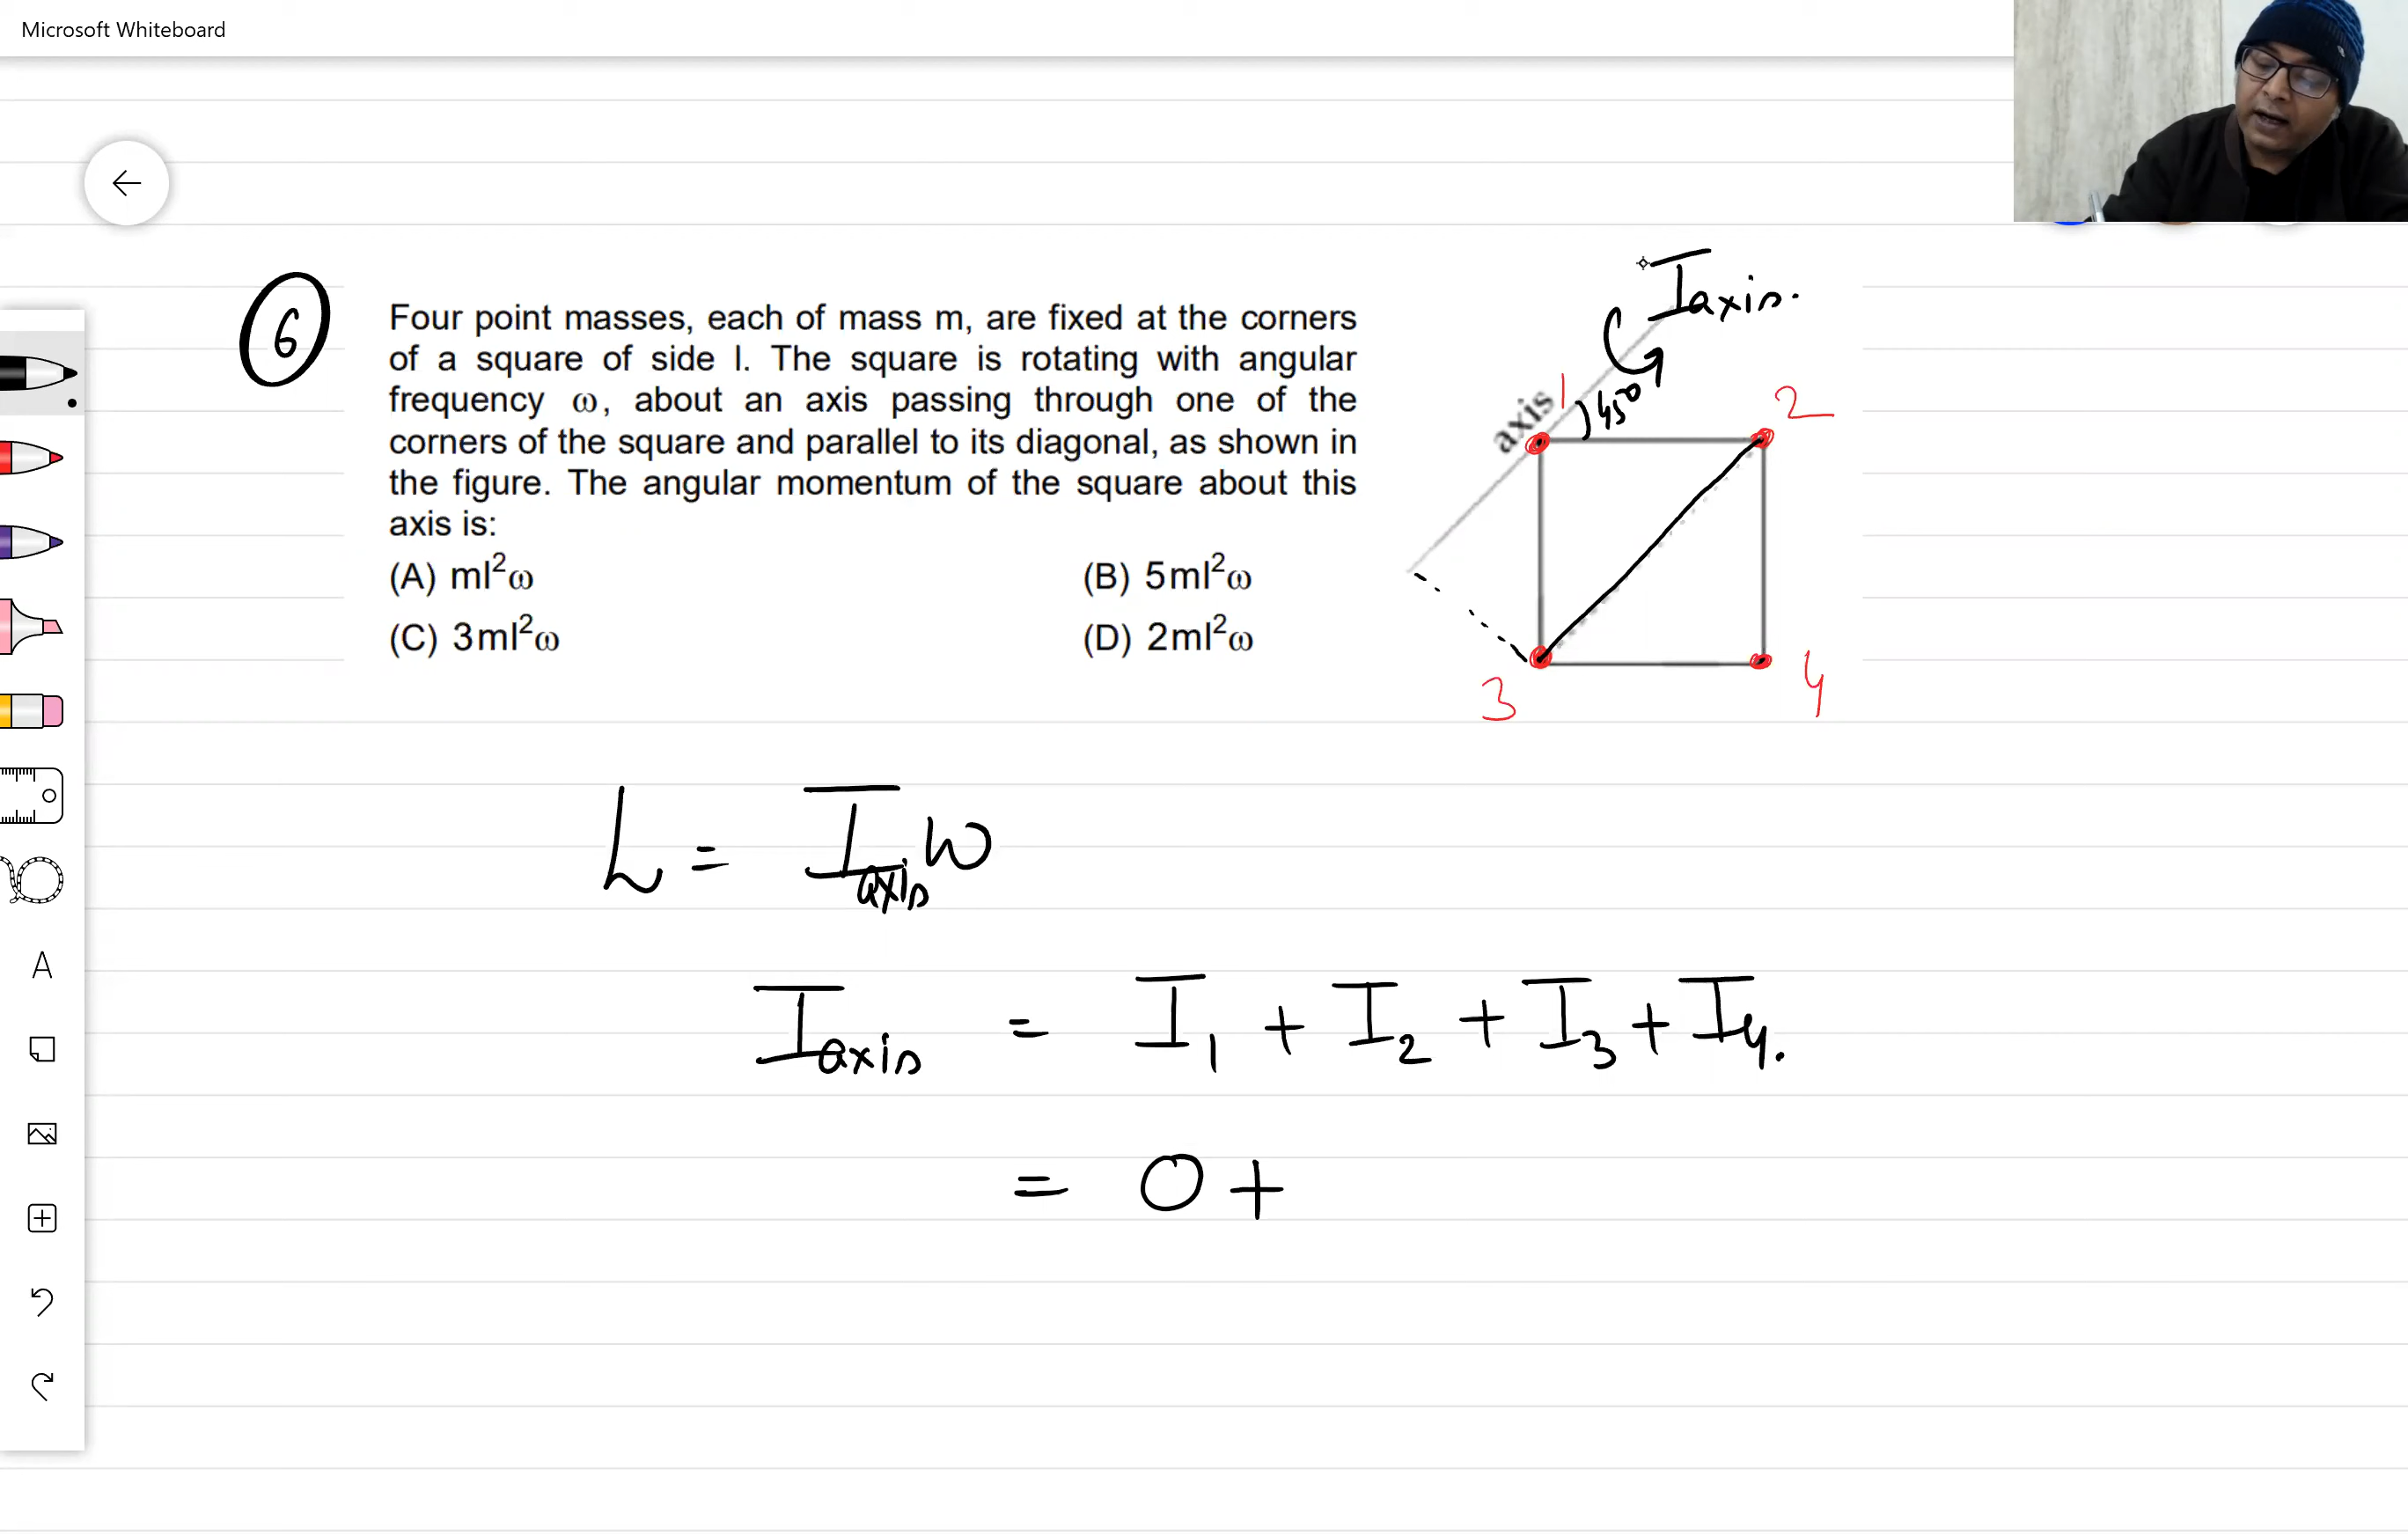 Microsoft Whiteboard
6
Four point masses, each of mass m, are fixed at the corners
of a square of side l. The square is rotating with angular
frequency ω, about an axis passing through one of the
corners of the square and parallel to its diagonal, as shown in
the figure. The angular momentum of the square about this
axis is:
(A) ml²ω (B) 5ml²ω
(C) 3ml²ω (D) 2ml²ω
I axis.
axis 1 45° 2
3 4
L = I axis ω
I axis = I₁ + I₂ + I₃ + I₄.
= 0 +
A